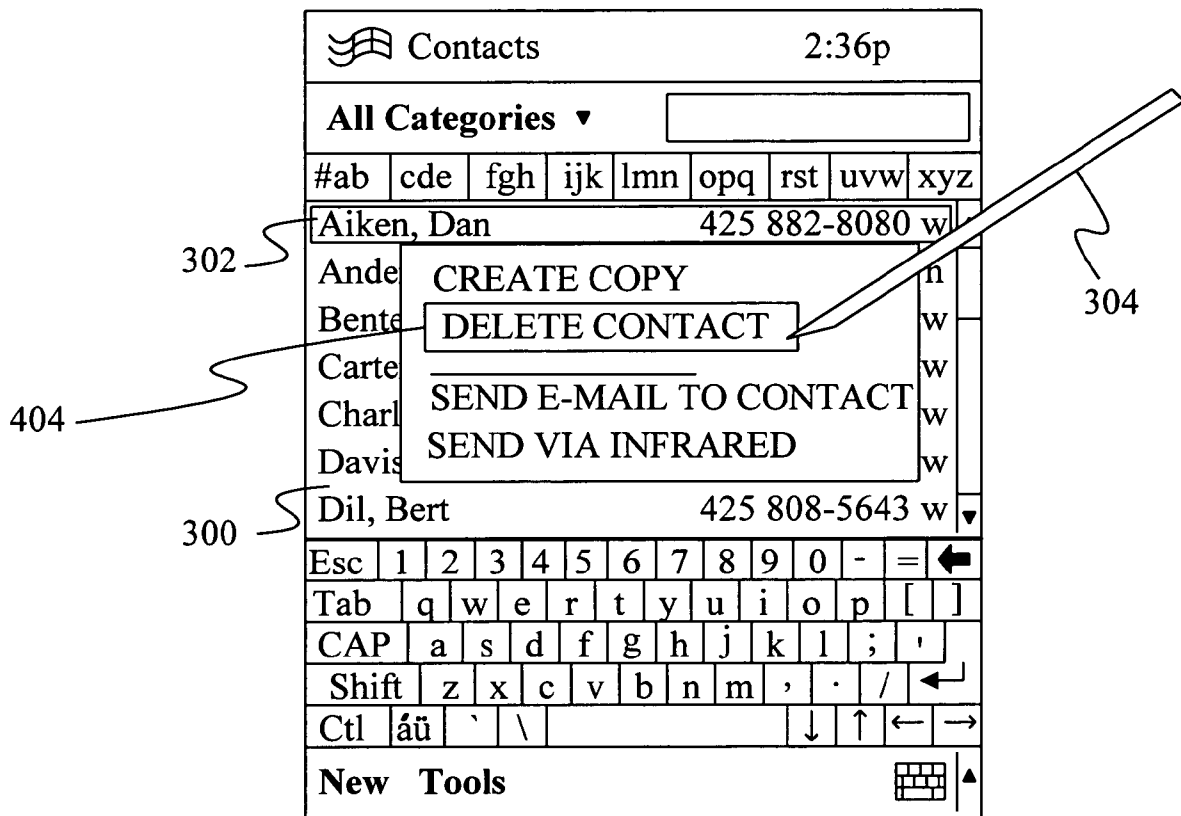 Contacts 2:36p
All Categories ▼
#ab cde fgh ijk lmn opq rst uvw xyz
Aiken, Dan 425 882-8080 w
302
Ande h
CREATE COPY
304
Bente w
DELETE CONTACT
Carte w
SEND E-MAIL TO CONTACT
404
Charl w
SEND VIA INFRARED
Davis w
300
Dil, Bert 425 808-5643 w
Esc 1 2 3 4 5 6 7 8 9 0 - =
Tab q w e r t y u i o p [ ]
CAP a s d f g h j k l ; '
Shift z x c v b n m , . /
Ctl áü ` \ ↓ ↑ ← →
New Tools